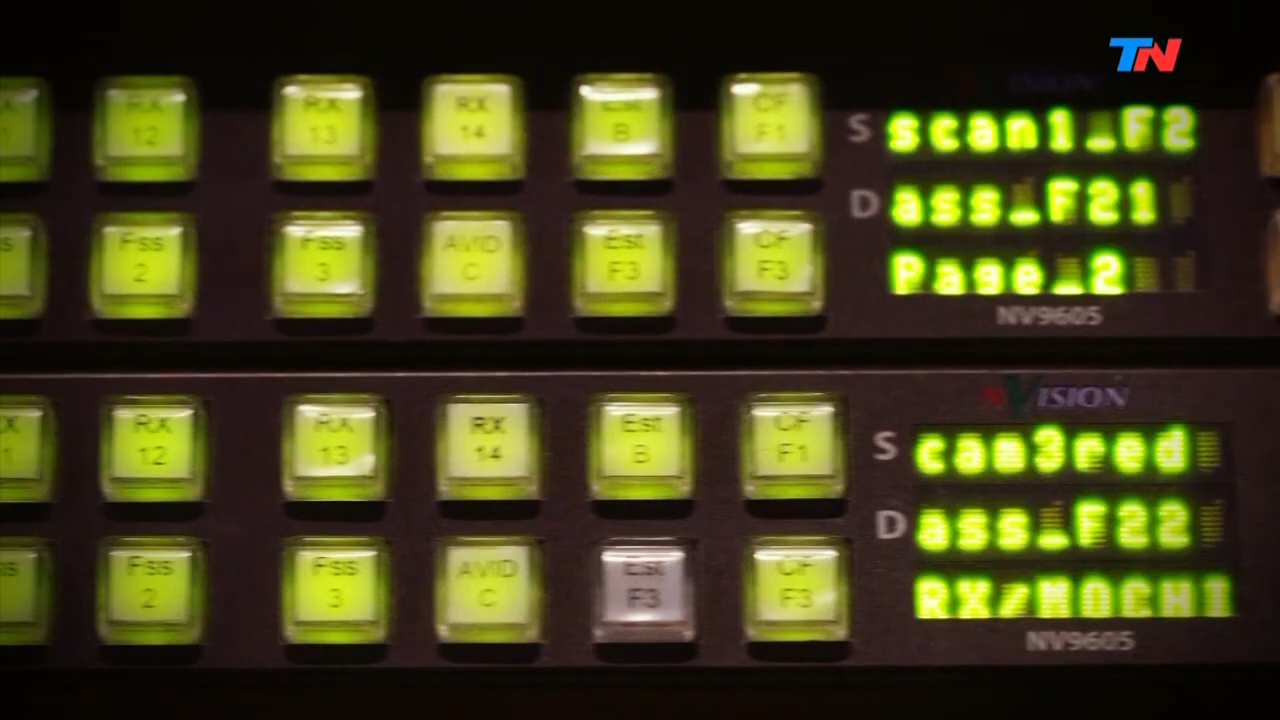 TN
VISION
RX 12
RX 13
RX 14
Est B
CF F1
S scan1_F2
D ass_F21
Fss 2
Fss 3
AVID C
Est F3
CF F3
Page_2
NV9605
NVISION
RX 12
RX 13
RX 14
Est B
CF F1
S cam3red
D ass_F22
Fss 2
Fss 3
AVID C
Est F3
CF F3
RX/MOCHI
NV9605